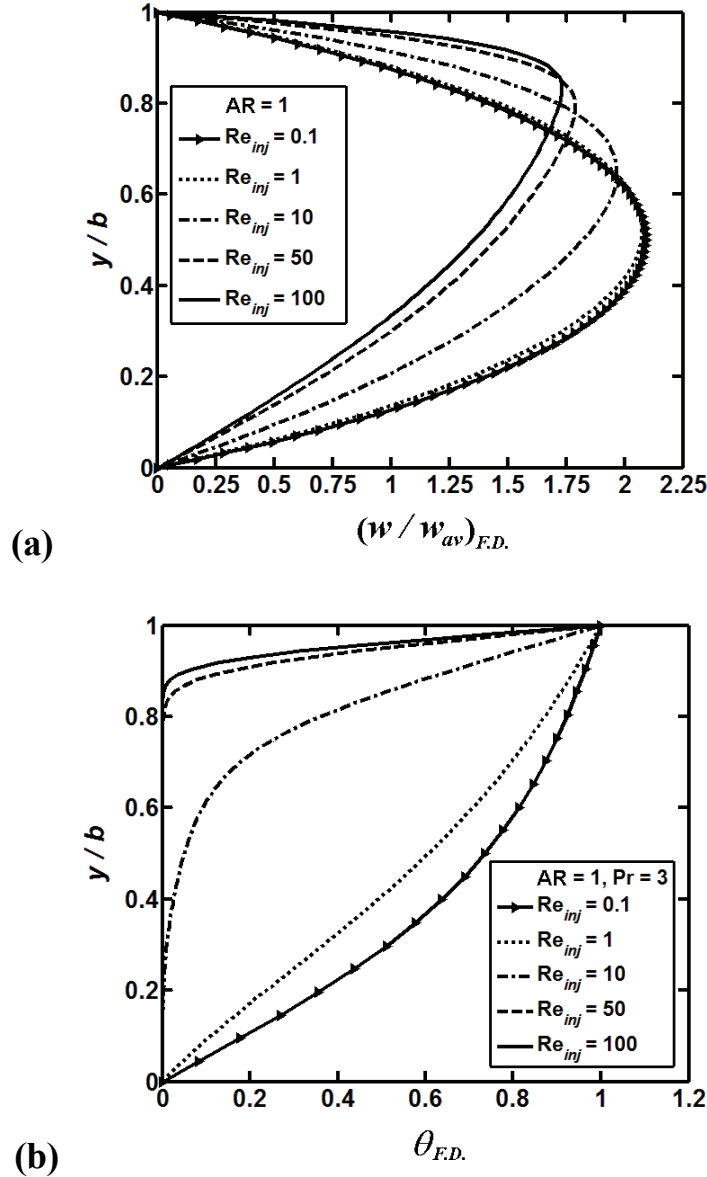 1
0.8
0.6
0.4
0.2
0
y / b
AR = 1
Re_inj = 0.1
Re_inj = 1
Re_inj = 10
Re_inj = 50
Re_inj = 100
0 0.25 0.5 0.75 1 1.25 1.5 1.75 2 2.25
(w / w_av)_F.D.
(a)
1
0.8
0.6
0.4
0.2
0
y / b
AR = 1, Pr = 3
Re_inj = 0.1
Re_inj = 1
Re_inj = 10
Re_inj = 50
Re_inj = 100
0 0.2 0.4 0.6 0.8 1 1.2
θ_F.D.
(b)